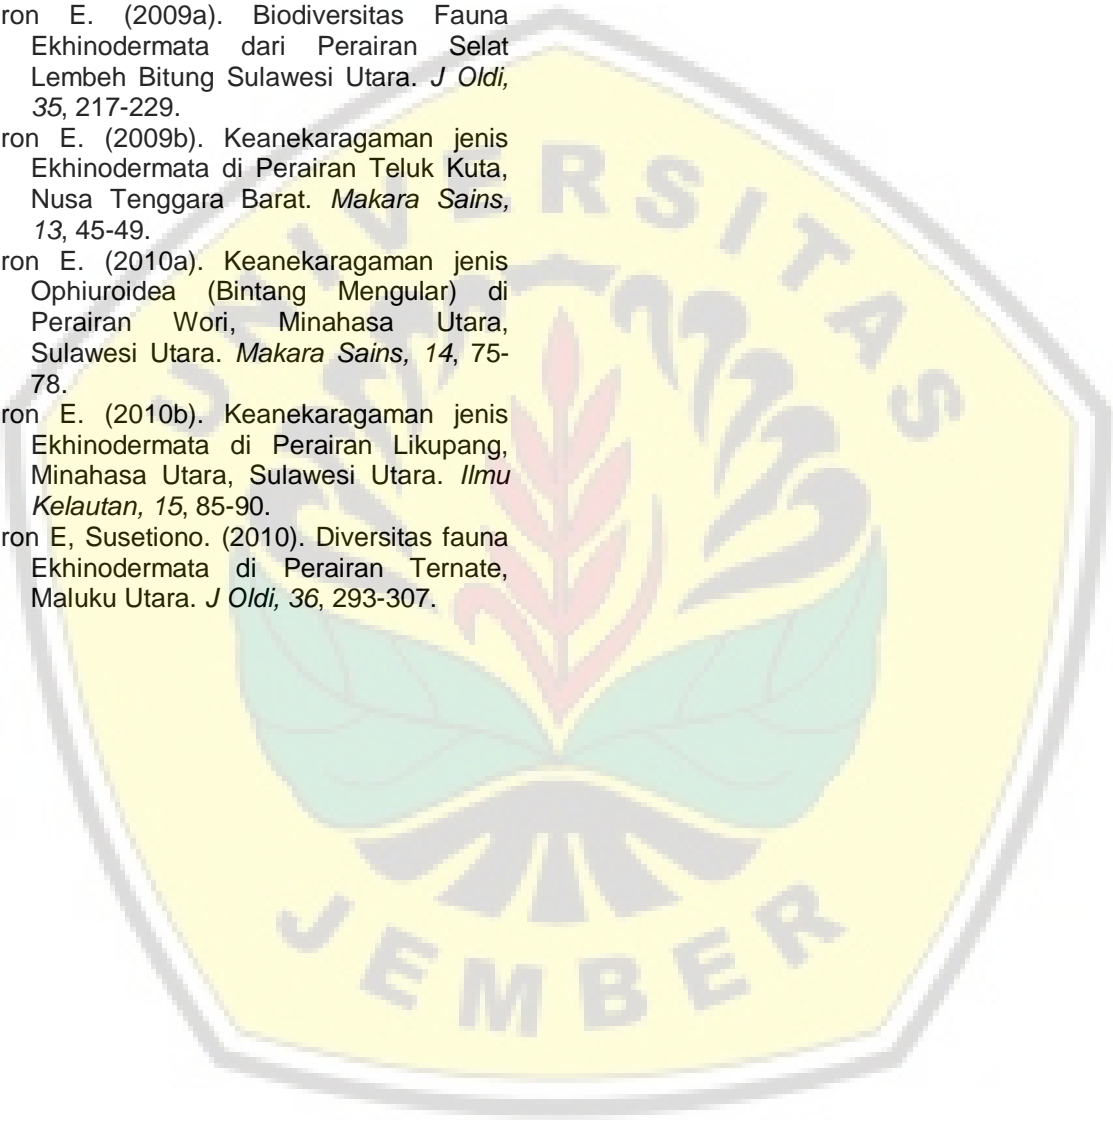 ron E. (2009a). Biodiversitas Fauna
Ekhinodermata dari Perairan Selat
Lembeh Bitung Sulawesi Utara. J Oldi,
35, 217-229.
ron E. (2009b). Keanekaragaman jenis
Ekhinodermata di Perairan Teluk Kuta,
Nusa Tenggara Barat. Makara Sains,
13, 45-49.
ron E. (2010a). Keanekaragaman jenis
Ophiuroidea (Bintang Mengular) di
Perairan Wori, Minahasa Utara,
Sulawesi Utara. Makara Sains, 14, 75-
78.
ron E. (2010b). Keanekaragaman jenis
Ekhinodermata di Perairan Likupang,
Minahasa Utara, Sulawesi Utara. Ilmu
Kelautan, 15, 85-90.
ron E, Susetiono. (2010). Diversitas fauna
Ekhinodermata di Perairan Ternate,
Maluku Utara. J Oldi, 36, 293-307.
UNIVERSITAS
JEMBER